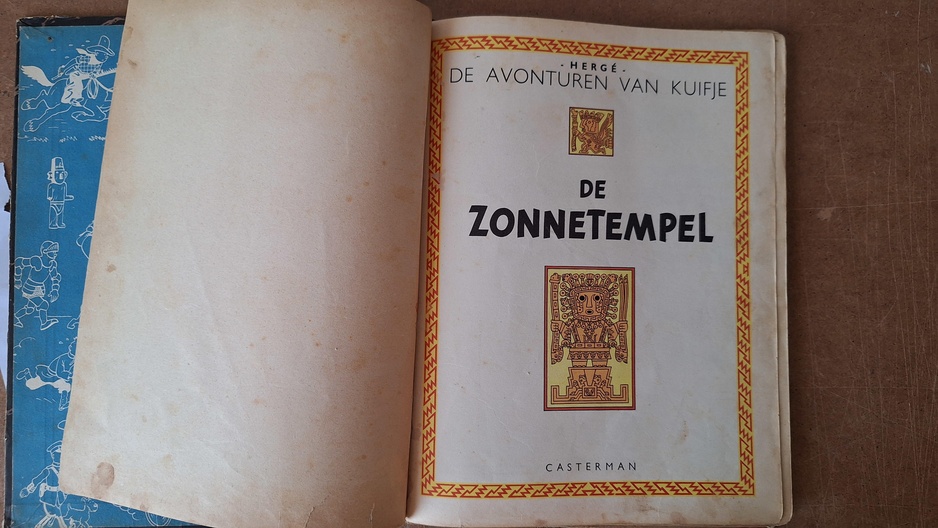 - HERGÉ -
DE AVONTUREN VAN KUIFJE
DE
ZONNETEMPEL
CASTERMAN